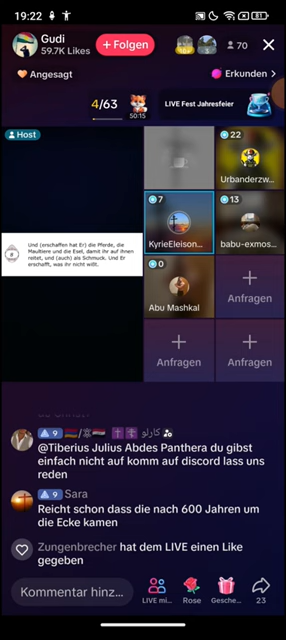 19:22
81
Gudi
59.7K Likes
+ Folgen
70
Angesagt
Erkunden >
4/63
50:15
LIVE Fest Jahresfeier
Host
22
Urbanderzw...
7
KyrieEleison...
13
babu-exmos...
0
Abu Mashkal
Anfragen
Anfragen
Anfragen
8
Und (erschaffen hat Er) die Pferde, die
Maultiere und die Esel, damit ihr auf ihnen
reitet, und (auch) als Schmuck. Und Er
erschafft, was ihr nicht wißt.
9 كارلو
@Tiberius Julius Abdes Panthera du gibst
einfach nicht auf komm auf discord lass uns
reden
9 Sara
Reicht schon dass die nach 600 Jahren um
die Ecke kamen
Zungenbrecher hat dem LIVE einen Like
gegeben
Kommentar hinz...
LIVE mi...
Rose
Gesche...
23